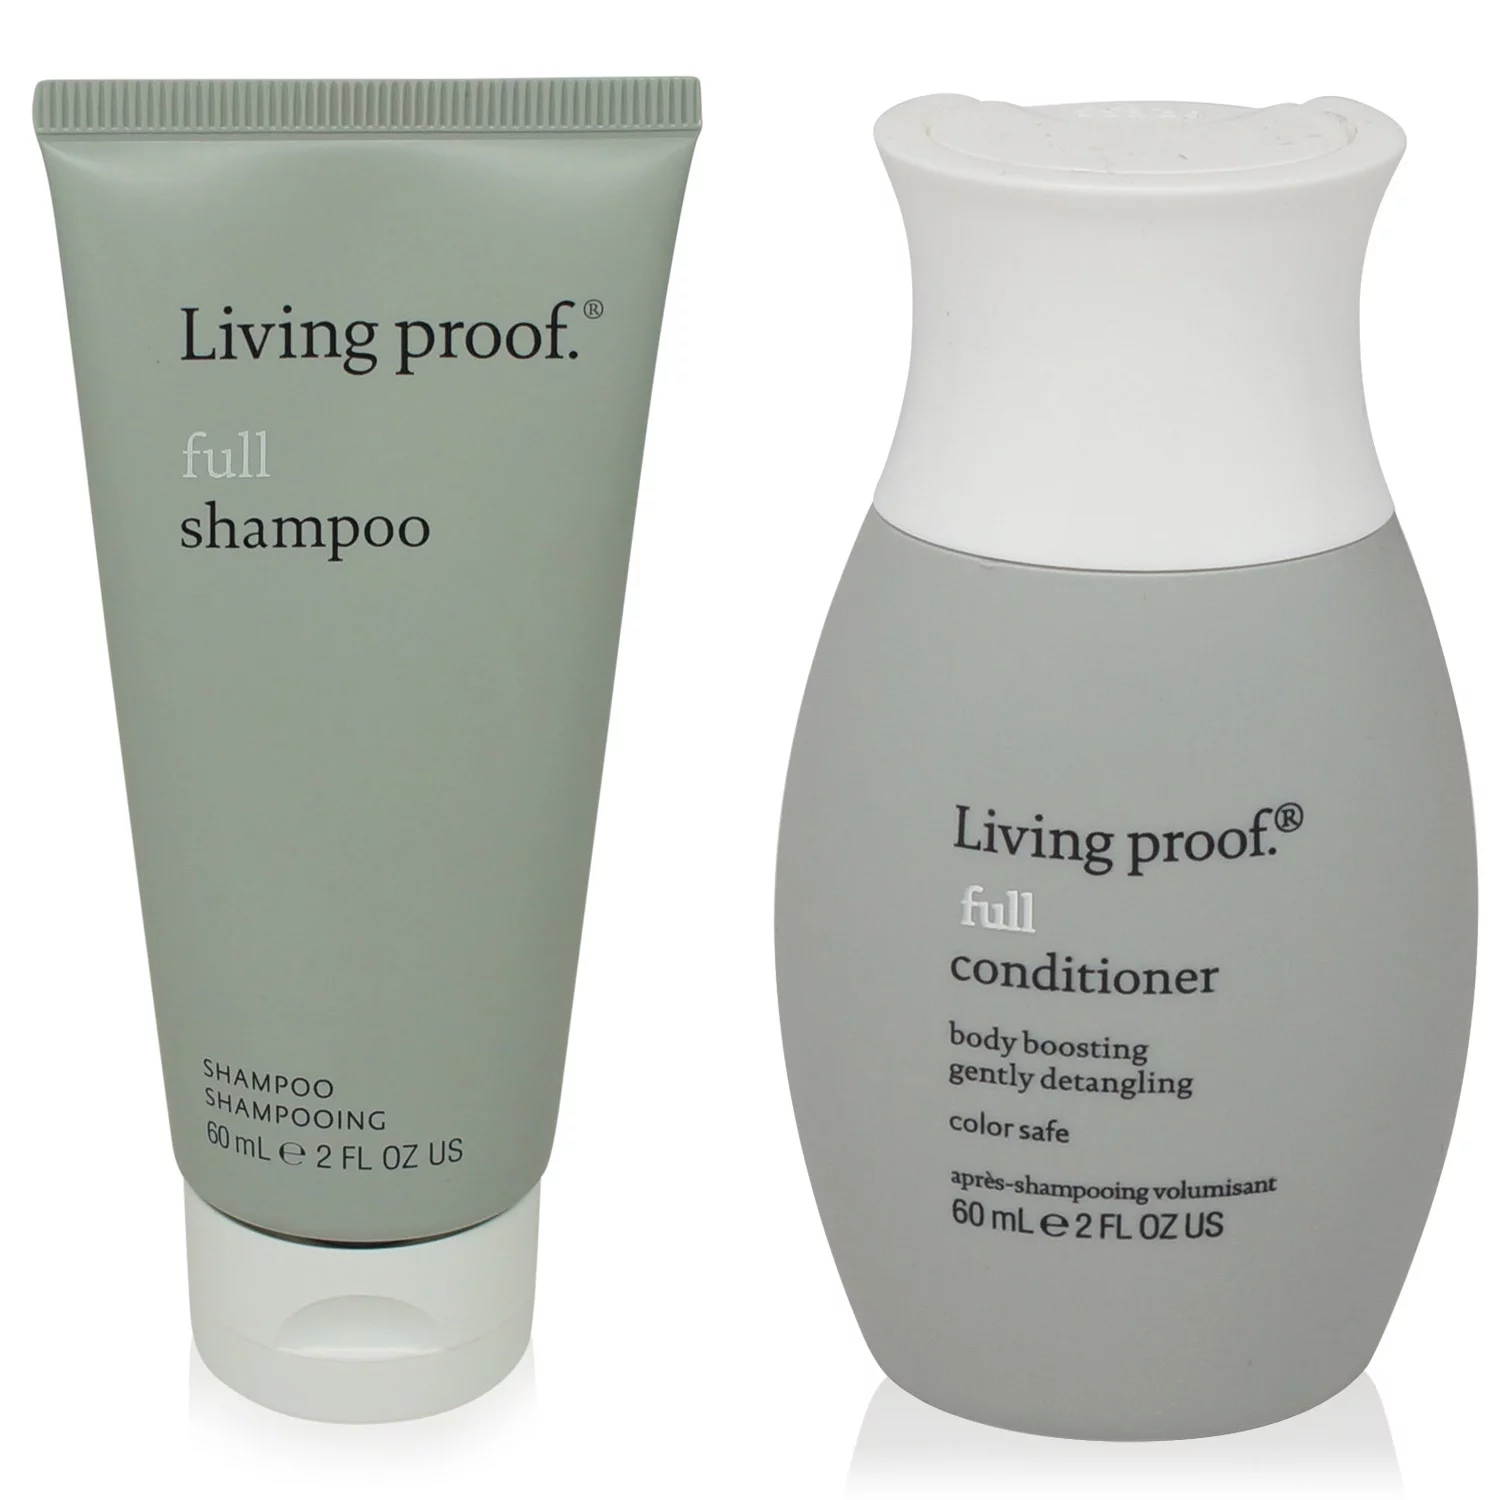 Living proof.®
full
shampoo
SHAMPOO
SHAMPOOING
60 mL ℮ 2 FL OZ US
Living proof.®
full
conditioner
body boosting
gently detangling
color safe
après-shampooing volumisant
60 mL ℮ 2 FL OZ US